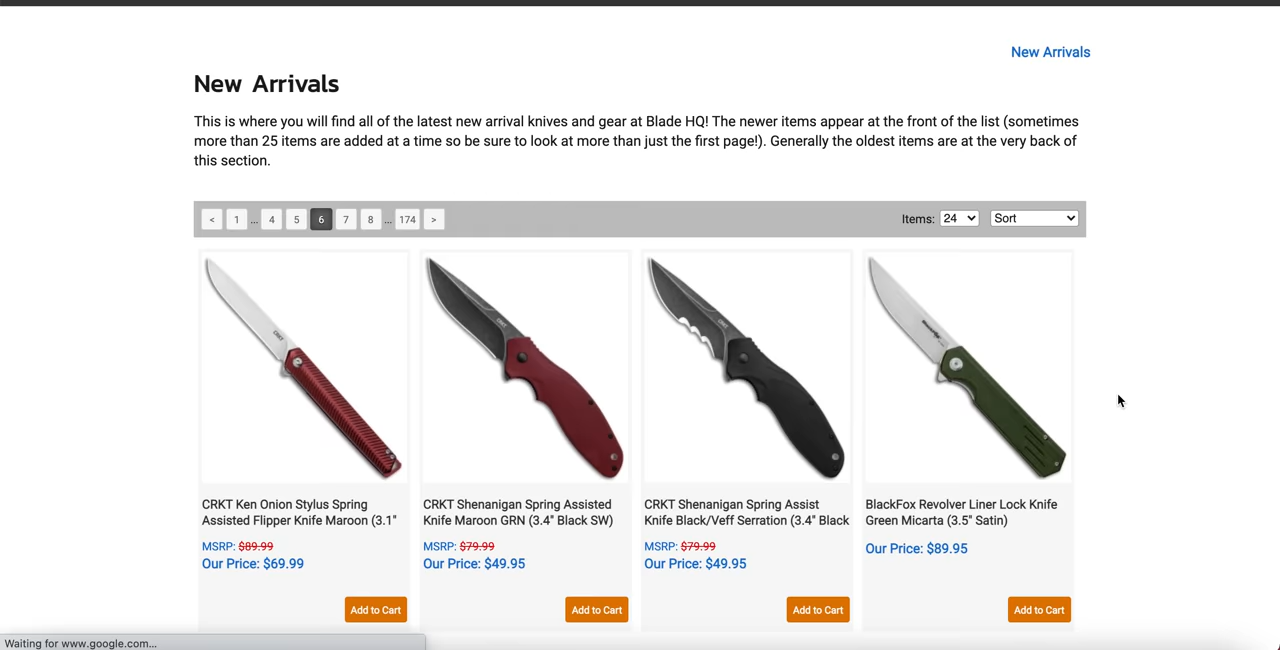 New Arrivals
New Arrivals
This is where you will find all of the latest new arrival knives and gear at Blade HQ! The newer items appear at the front of the list (sometimes
more than 25 items are added at a time so be sure to look at more than just the first page!). Generally the oldest items are at the very back of
this section.
< 1 ... 4 5 6 7 8 ... 174 > Items: 24 Sort
CRKT Ken Onion Stylus Spring
Assisted Flipper Knife Maroon (3.1"
MSRP: $89.99
Our Price: $69.99
Add to Cart
CRKT Shenanigan Spring Assisted
Knife Maroon GRN (3.4" Black SW)
MSRP: $79.99
Our Price: $49.95
Add to Cart
CRKT Shenanigan Spring Assist
Knife Black/Veff Serration (3.4" Black
MSRP: $79.99
Our Price: $49.95
Add to Cart
BlackFox Revolver Liner Lock Knife
Green Micarta (3.5" Satin)
Our Price: $89.95
Add to Cart
Waiting for www.google.com...